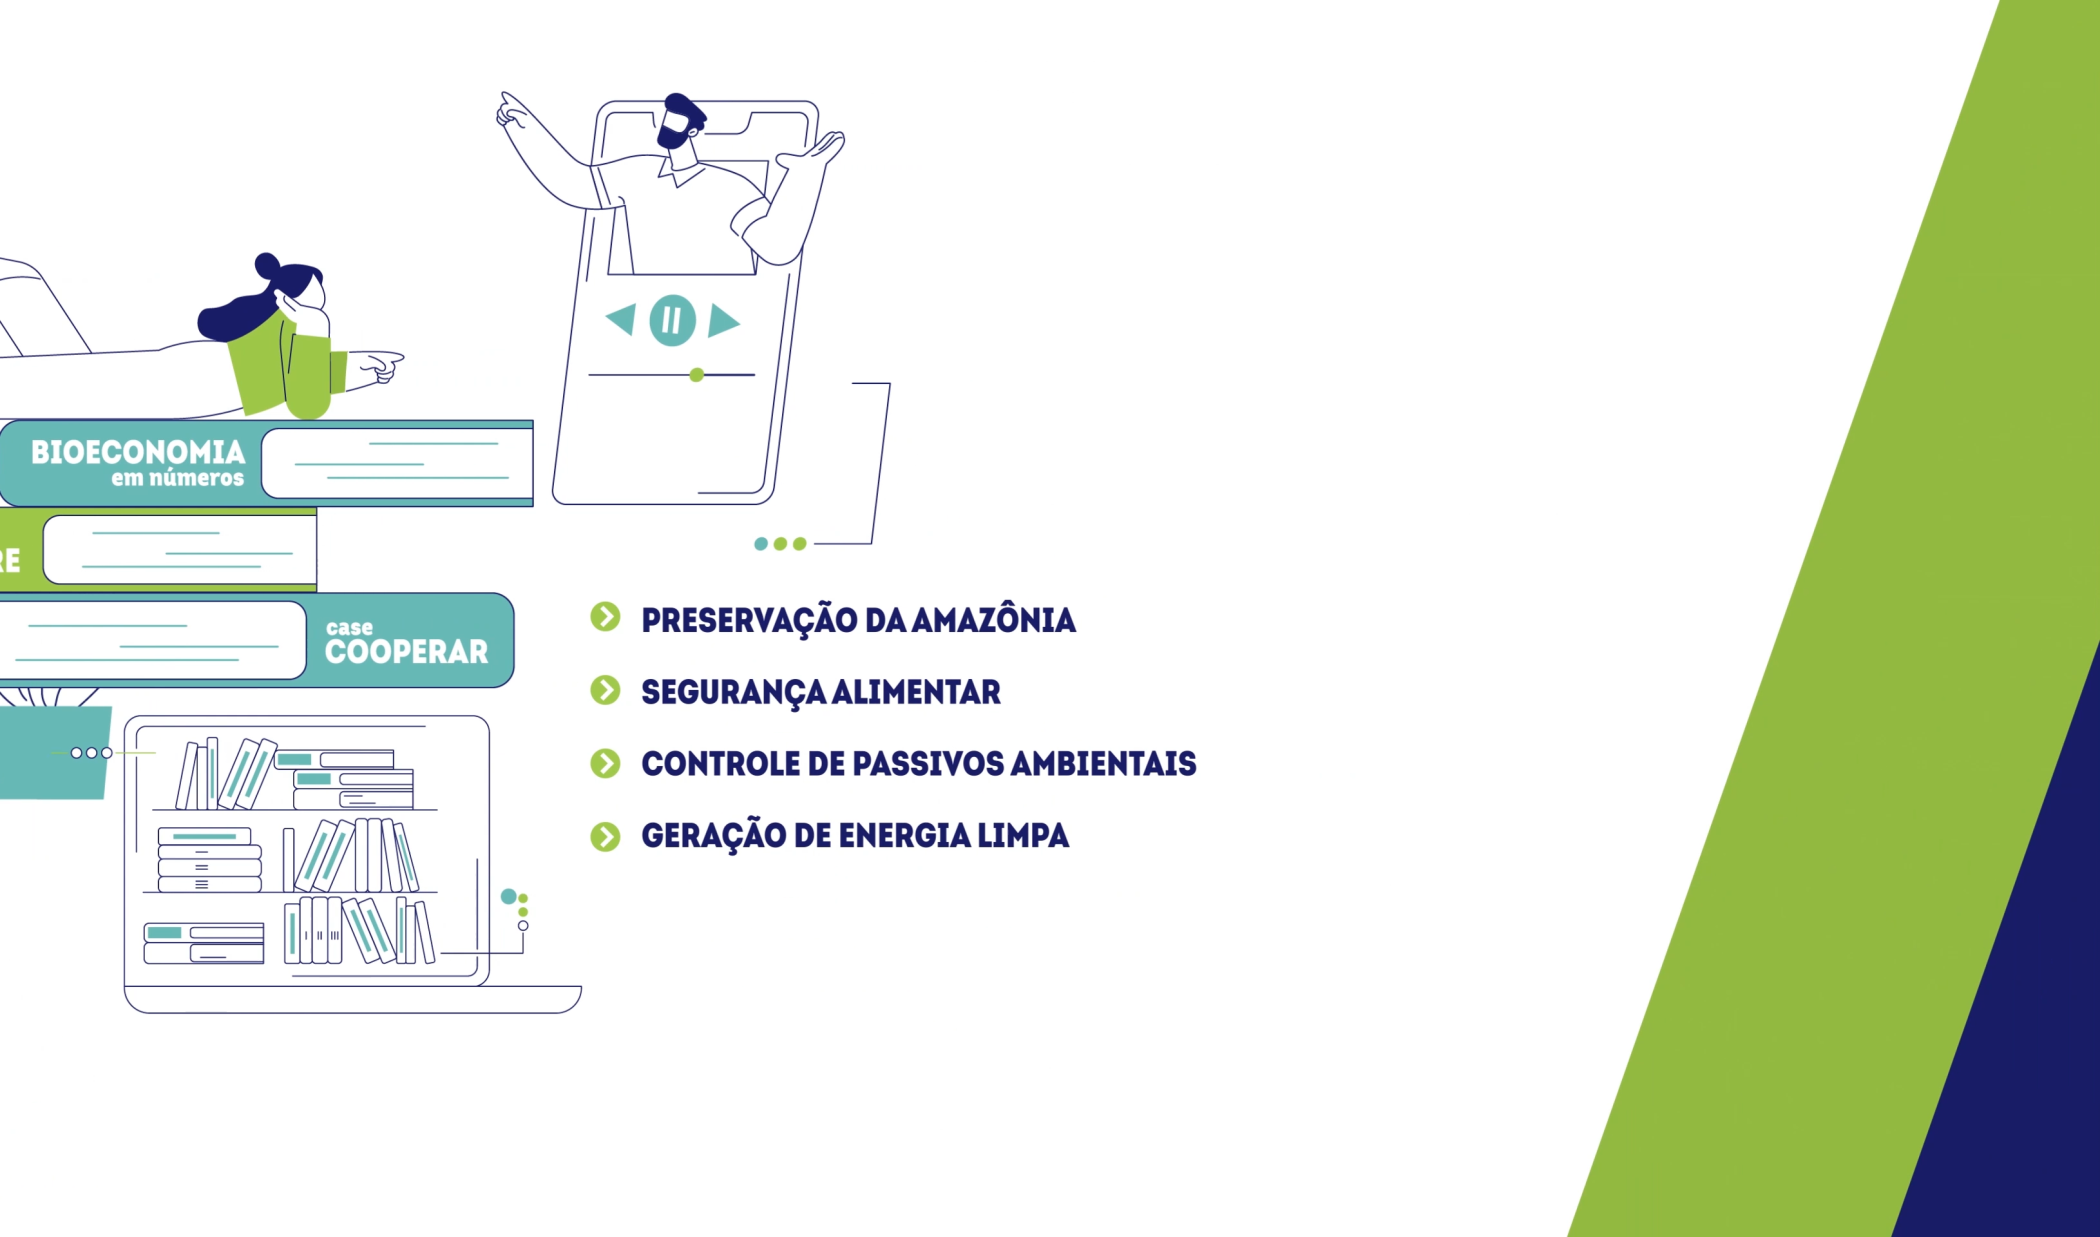 BIOECONOMIA
em números
RE
case
COOPERAR
PRESERVAÇÃO DA AMAZÔNIA
SEGURANÇA ALIMENTAR
CONTROLE DE PASSIVOS AMBIENTAIS
GERAÇÃO DE ENERGIA LIMPA